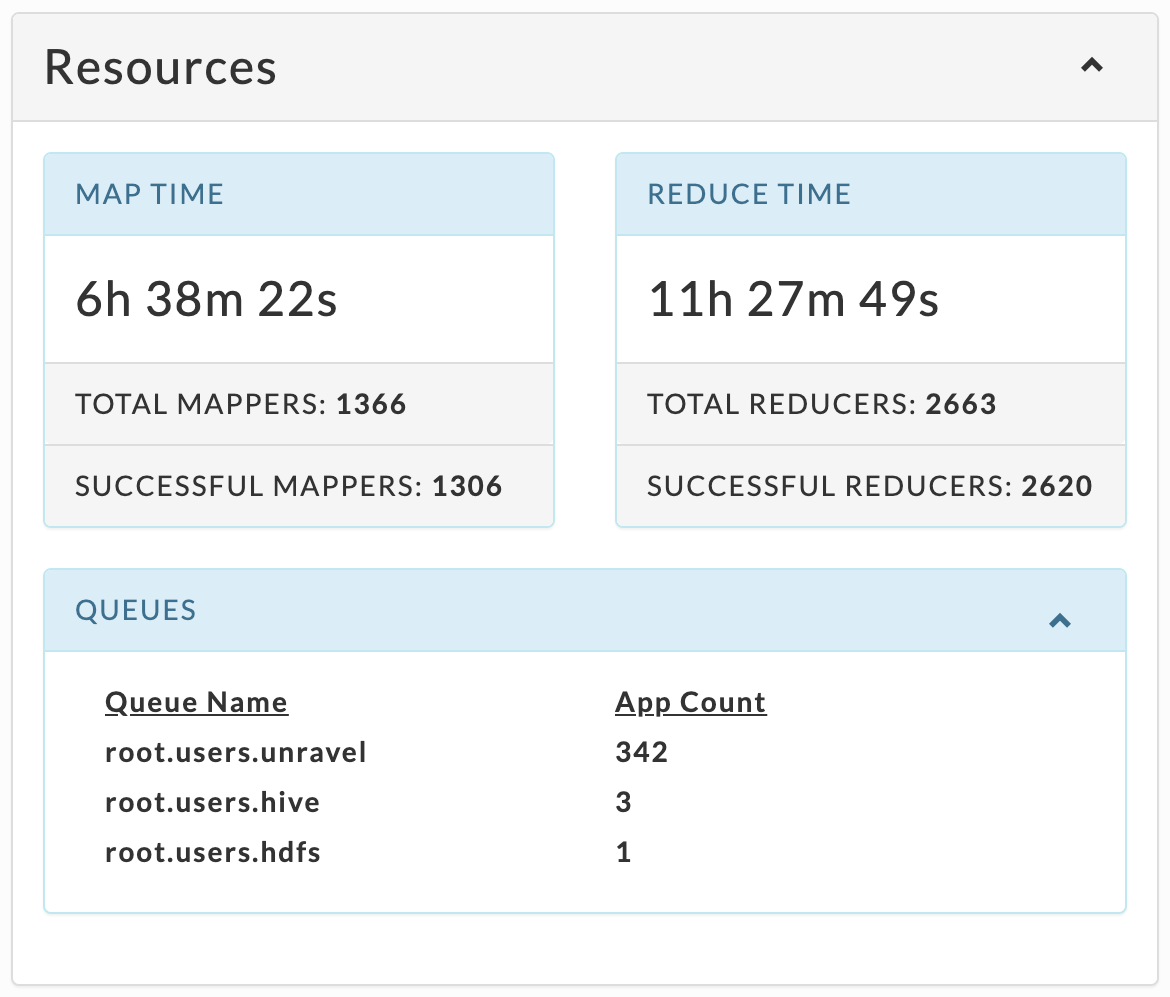 Resources
MAP TIME
6h 38m 22s
TOTAL MAPPERS: 1366
SUCCESSFUL MAPPERS: 1306
REDUCE TIME
11h 27m 49s
TOTAL REDUCERS: 2663
SUCCESSFUL REDUCERS: 2620
QUEUES
Queue Name App Count
root.users.unravel 342
root.users.hive 3
root.users.hdfs 1